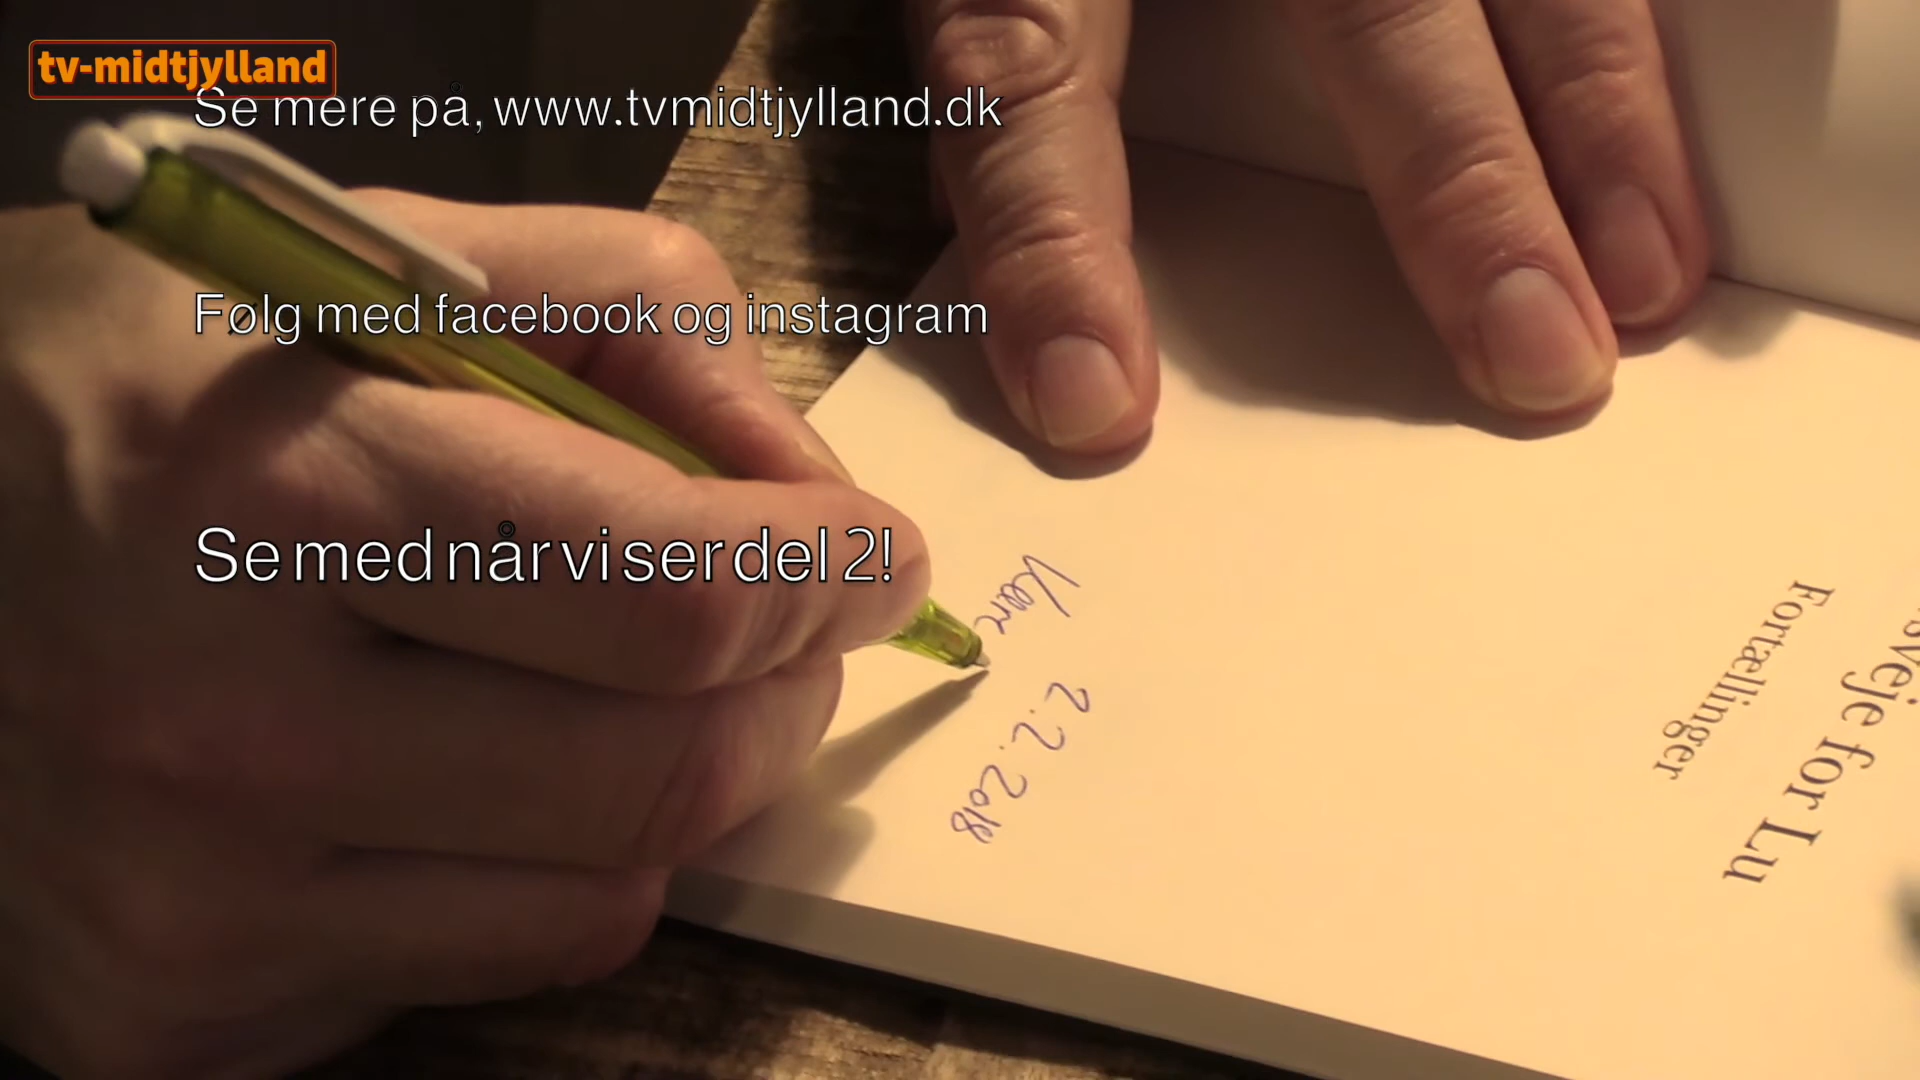 tv-midtjylland
Se mere på, www.tvmidtjylland.dk
Følg med facebook og instagram
Se med når vi ser del 2!
2.2.2018
veje for Lu
Fortællinger